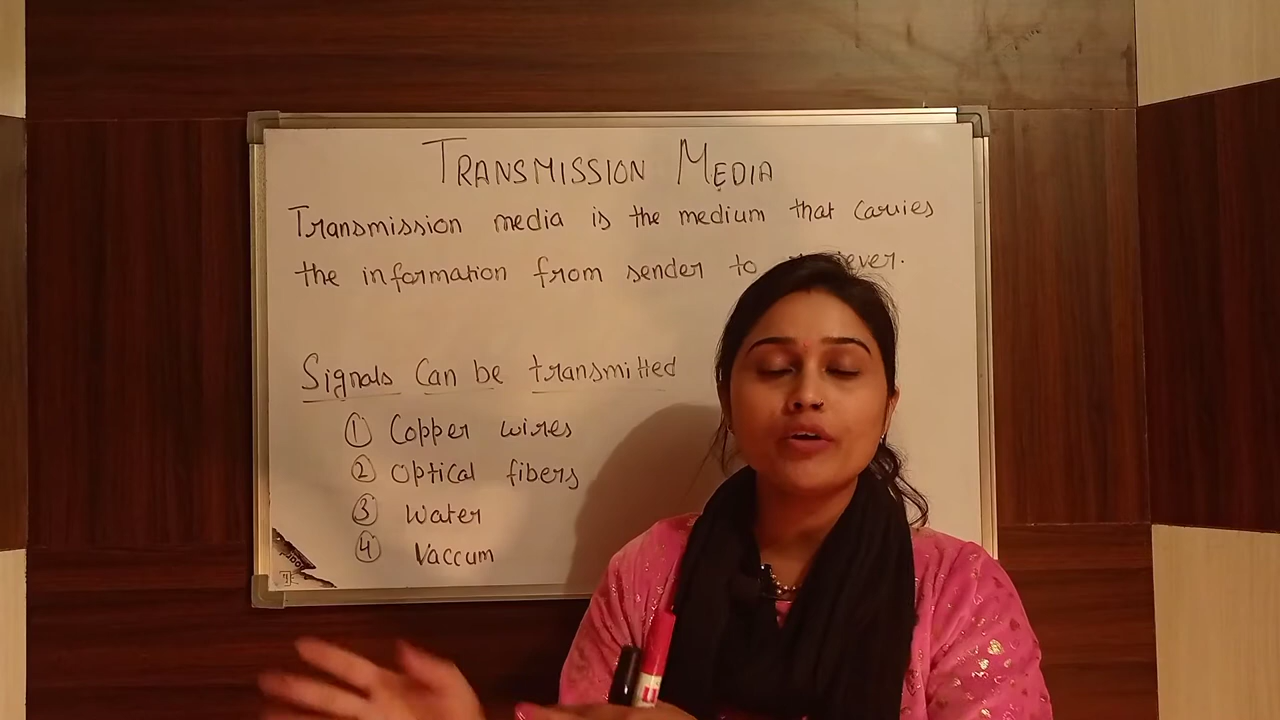 TRANSMISSION MEDIA
Transmission media is the medium that carries
the information from sender to
Signals Can be transmitted
① Copper wires
② Optical fibers
③ Water
④ Vaccum